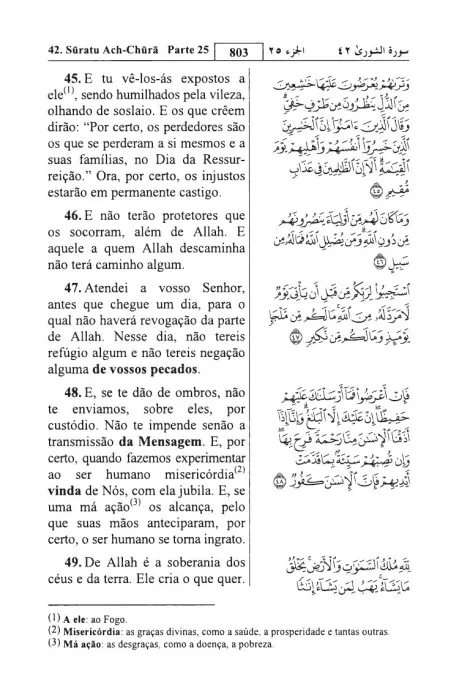 42. Sūratu Ach-Chūrā Parte 25 803 الجزء ٢٥ سورة الشورى ٤٢
45. E tu vê-los-ás expostos a
ele(1), sendo humilhados pela vileza,
olhando de soslaio. E os que crêem
dirão: “Por certo, os perdedores são
os que se perderam a si mesmos e a
suas famílias, no Dia da Ressur-
reição.” Ora, por certo, os injustos
estarão em permanente castigo.
وَتَرَىٰهُمْ يُعْرَضُونَ عَلَيْهَا خَٰشِعِينَ
مِنَ ٱلذُّلِّ يَنظُرُونَ مِن طَرْفٍ خَفِىٍّ
وَقَالَ ٱلَّذِينَ ءَامَنُوٓا۟ إِنَّ ٱلْخَٰسِرِينَ
ٱلَّذِينَ خَسِرُوٓا۟ أَنفُسَهُمْ وَأَهْلِيهِمْ يَوْمَ
ٱلْقِيَٰمَةِ أَلَآ إِنَّ ٱلظَّٰلِمِينَ فِى عَذَابٍ
مُّقِيمٍ ٤٥
46. E não terão protetores que
os socorram, além de Allah. E
aquele a quem Allah descaminha
não terá caminho algum.
وَمَا كَانَ لَهُم مِّنْ أَوْلِيَآءَ يَنصُرُونَهُم
مِّن دُونِ ٱللَّهِ وَمَن يُضْلِلِ ٱللَّهُ فَمَا لَهُۥ مِن
سَبِيلٍ ٤٦
47. Atendei a vosso Senhor,
antes que chegue um dia, para o
qual não haverá revogação da parte
de Allah. Nesse dia, não tereis
refúgio algum e não tereis negação
alguma de vossos pecados.
ٱسْتَجِيبُوا۟ لِرَبِّكُم مِّن قَبْلِ أَن يَأْتِىَ يَوْمٌ
لَّا مَرَدَّ لَهُۥ مِنَ ٱللَّهِ مَا لَكُم مِّن مَّلْجَإٍ
يَوْمَئِذٍ وَمَا لَكُم مِّن نَّكِيرٍ ٤٧
48. E, se te dão de ombros, não
te enviamos, sobre eles, por
custódio. Não te impende senão a
transmissão da Mensagem. E, por
certo, quando fazemos experimentar
ao ser humano misericórdia(2)
vinda de Nós, com ela jubila. E, se
uma má ação(3) os alcança, pelo
que suas mãos anteciparam, por
certo, o ser humano se torna ingrato.
فَإِنْ أَعْرَضُوا۟ فَمَآ أَرْسَلْنَٰكَ عَلَيْهِمْ
حَفِيظًا إِنْ عَلَيْكَ إِلَّا ٱلْبَلَٰغُ وَإِنَّآ إِذَآ
أَذَقْنَا ٱلْإِنسَٰنَ مِنَّا رَحْمَةً فَرِحَ بِهَا
وَإِن تُصِبْهُمْ سَيِّئَةٌۢ بِمَا قَدَّمَتْ
أَيْدِيهِمْ فَإِنَّ ٱلْإِنسَٰنَ كَفُورٌ ٤٨
49. De Allah é a soberania dos
céus e da terra. Ele cria o que quer.
لِّلَّهِ مُلْكُ ٱلسَّمَٰوَٰتِ وَٱلْأَرْضِ يَخْلُقُ
مَا يَشَآءُ يَهَبُ لِمَن يَشَآءُ إِنَٰثًا
(1) A ele: ao Fogo.
(2) Misericórdia: as graças divinas, como a saúde, a prosperidade e tantas outras.
(3) Má ação: as desgraças, como a doença, a pobreza.